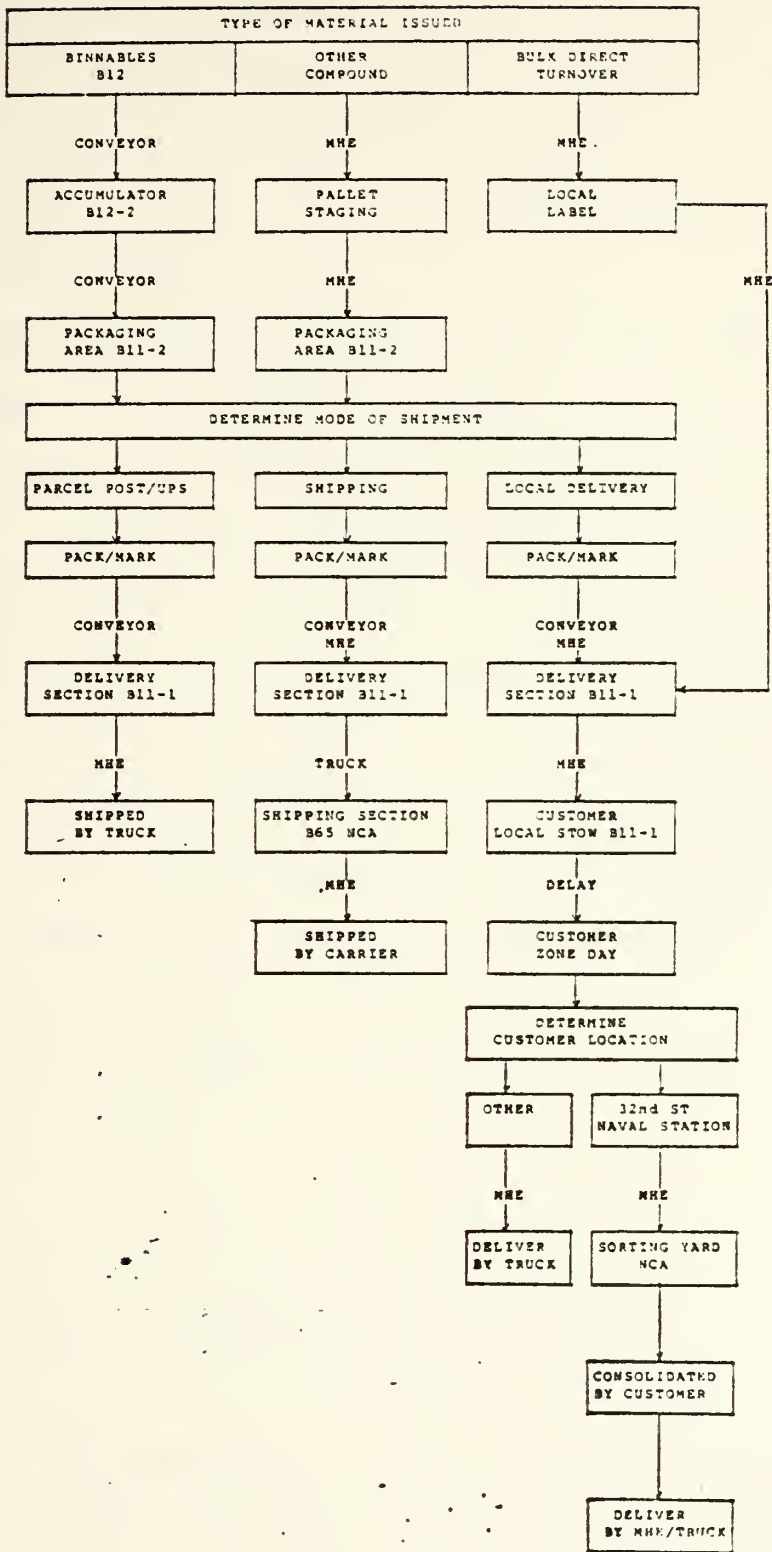 TYPE OF MATERIAL ISSUED
BINNABLES
B12
OTHER
COMPOUND
BULK DIRECT
TURNOVER
CONVEYOR
MHE
MHE.
ACCUMULATOR
B12-2
PALLET
STAGING
LOCAL
LABEL
CONVEYOR
MHE
MHE
PACKAGING
AREA B11-2
PACKAGING
AREA B11-2
DETERMINE MODE OF SHIPMENT
PARCEL POST/UPS
SHIPPING
LOCAL DELIVERY
PACK/MARK
PACK/MARK
PACK/MARK
CONVEYOR
CONVEYOR
MHE
CONVEYOR
MHE
DELIVERY
SECTION B11-1
DELIVERY
SECTION B11-1
DELIVERY
SECTION B11-1
MHE
TRUCK
MHE
SHIPPED
BY TRUCK
SHIPPING SECTION
B65 NCA
CUSTOMER
LOCAL STOW B11-1
MHE
DELAY
SHIPPED
BY CARRIER
CUSTOMER
ZONE DAY
DETERMINE
CUSTOMER LOCATION
OTHER
32nd ST
NAVAL STATION
MHE
MHE
DELIVER
BY TRUCK
SORTING YARD
NCA
CONSOLIDATED
BY CUSTOMER
DELIVER
BY MHE/TRUCK